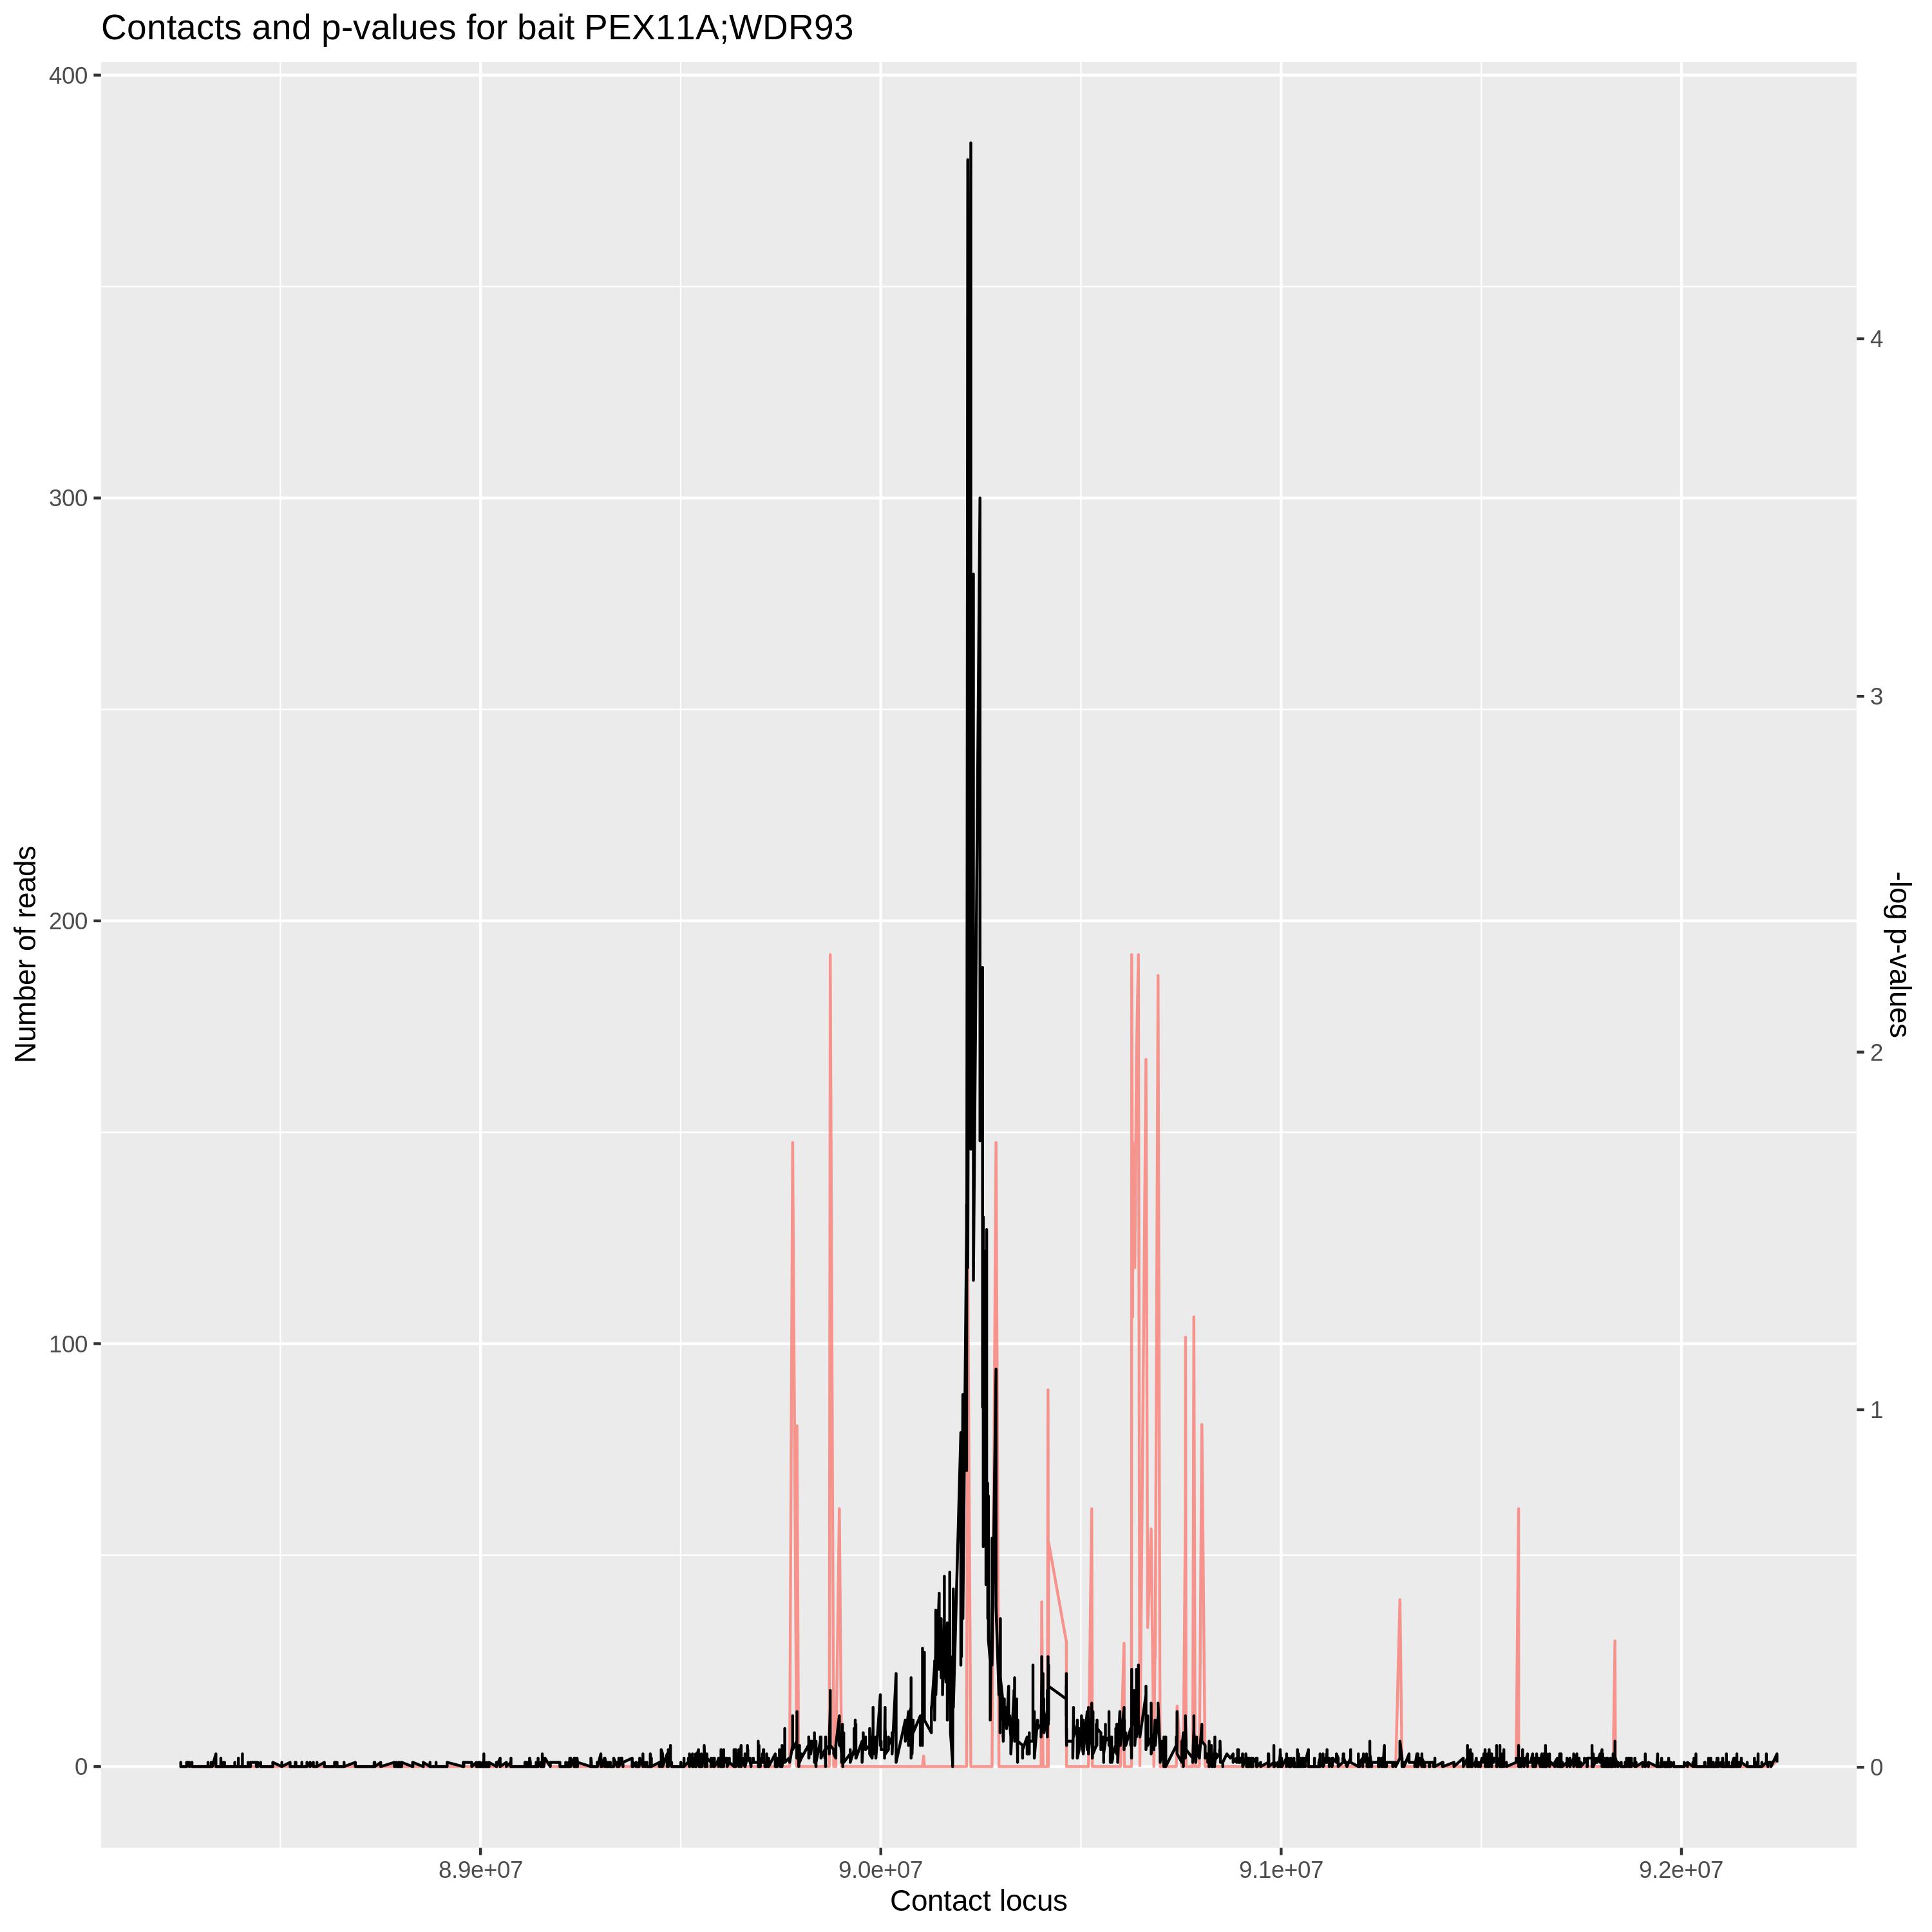 Contacts and p-values for bait PEX11A;WDR93
400
300
200
100
0
Number of reads
4
3
2
1
0
-log p-values
8.9e+07
9.0e+07
9.1e+07
9.2e+07
Contact locus